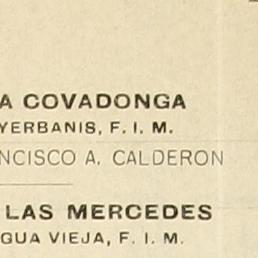 A COVADONGA
YERBANIS, F. I. M.
NCISCO A. CALDERON
LAS MERCEDES
GUA VIEJA, F. I. M.